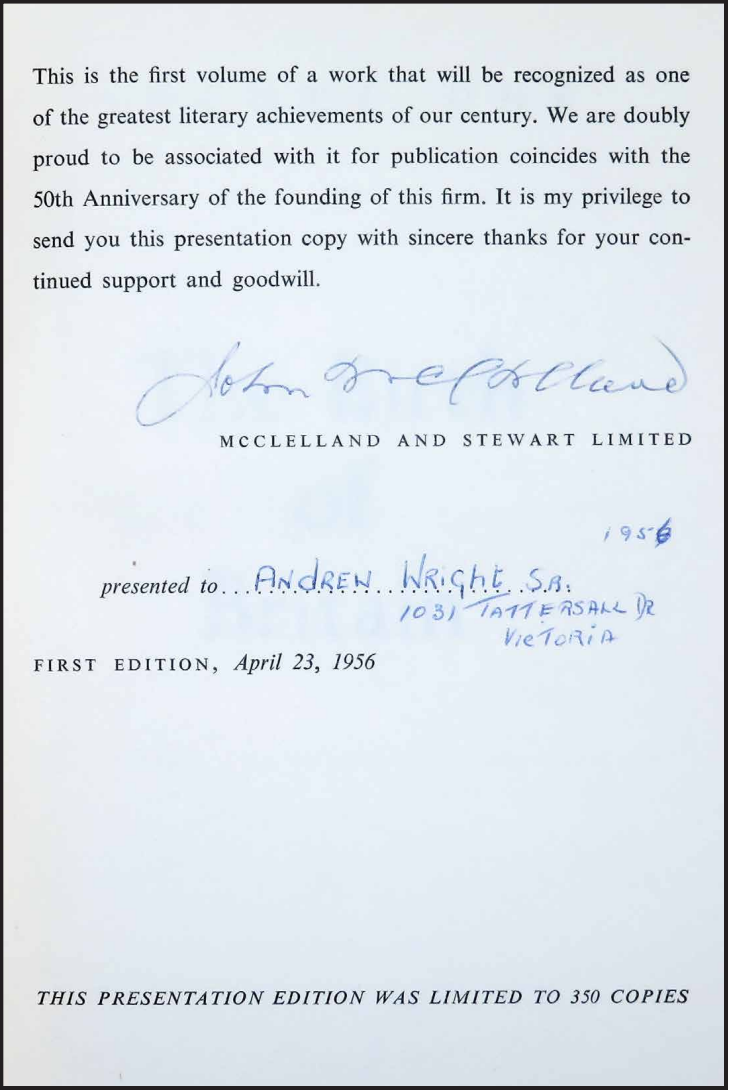 This is the first volume of a work that will be recognized as one
of the greatest literary achievements of our century. We are doubly
proud to be associated with it for publication coincides with the
50th Anniversary of the founding of this firm. It is my privilege to
send you this presentation copy with sincere thanks for your con-
tinued support and goodwill.
John McClelland
MCCLELLAND AND STEWART LIMITED
1956
presented to...ANdREW WRighT SR.
1031 TATTERSALL DR
VICTORiA
FIRST EDITION, April 23, 1956
THIS PRESENTATION EDITION WAS LIMITED TO 350 COPIES